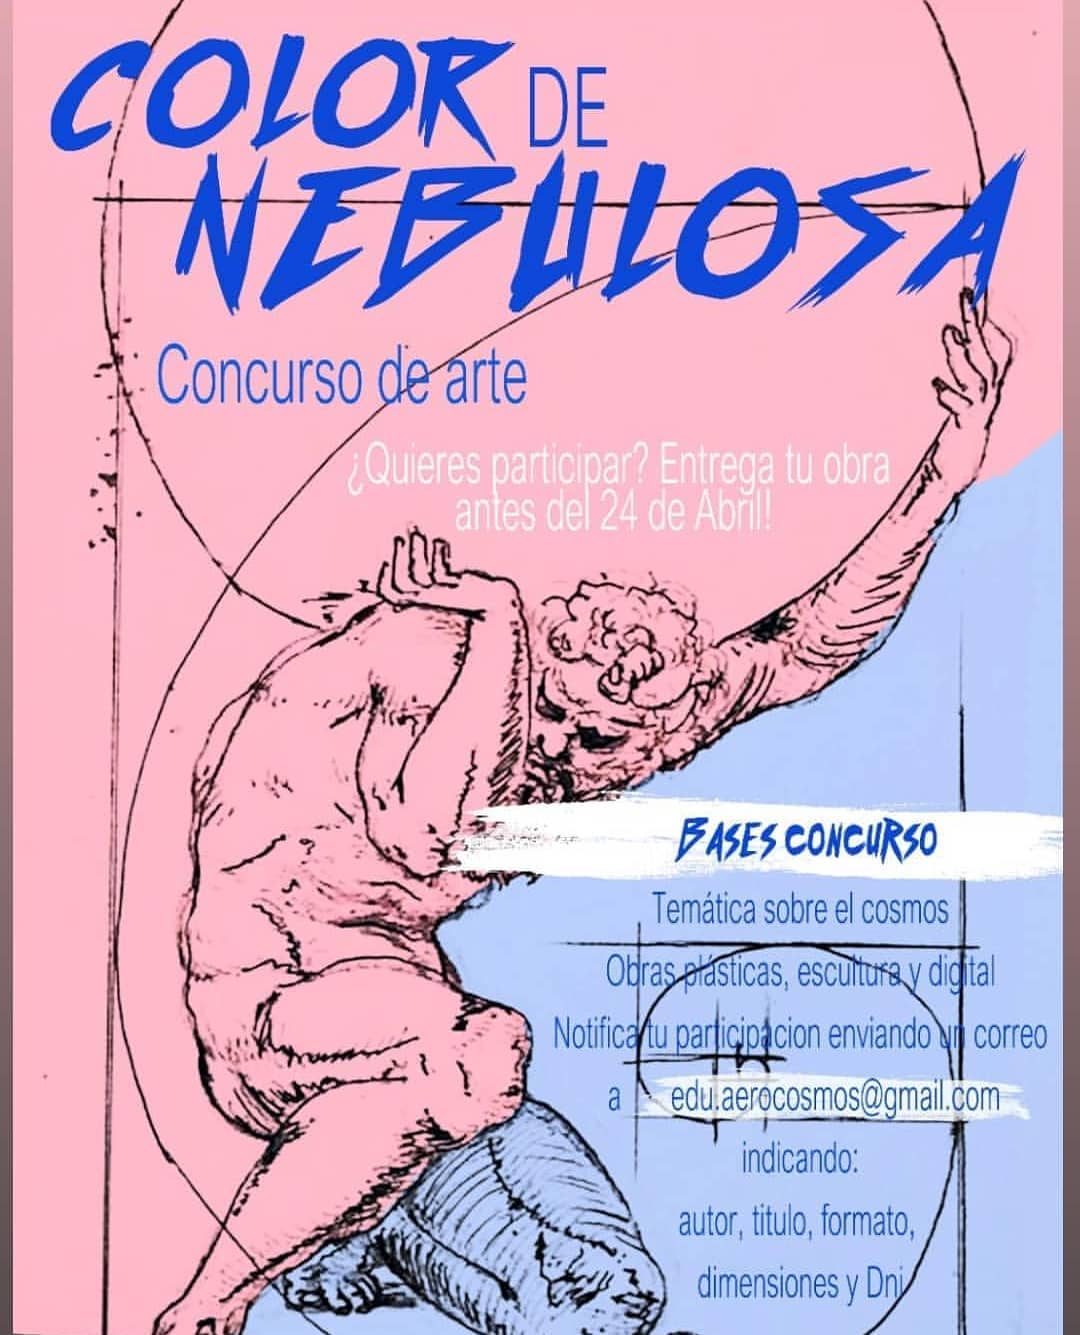 COLOR DE
NEBULOSA
Concurso de arte
¿Quieres participar? Entrega tu obra
antes del 24 de Abril!
BASES CONCURSO
Temática sobre el cosmos
Obras plásticas, escultura y digital
Notifica tu participacion enviando un correo
a edu.aerocosmos@gmail.com
indicando:
autor, titulo, formato,
dimensiones y Dni